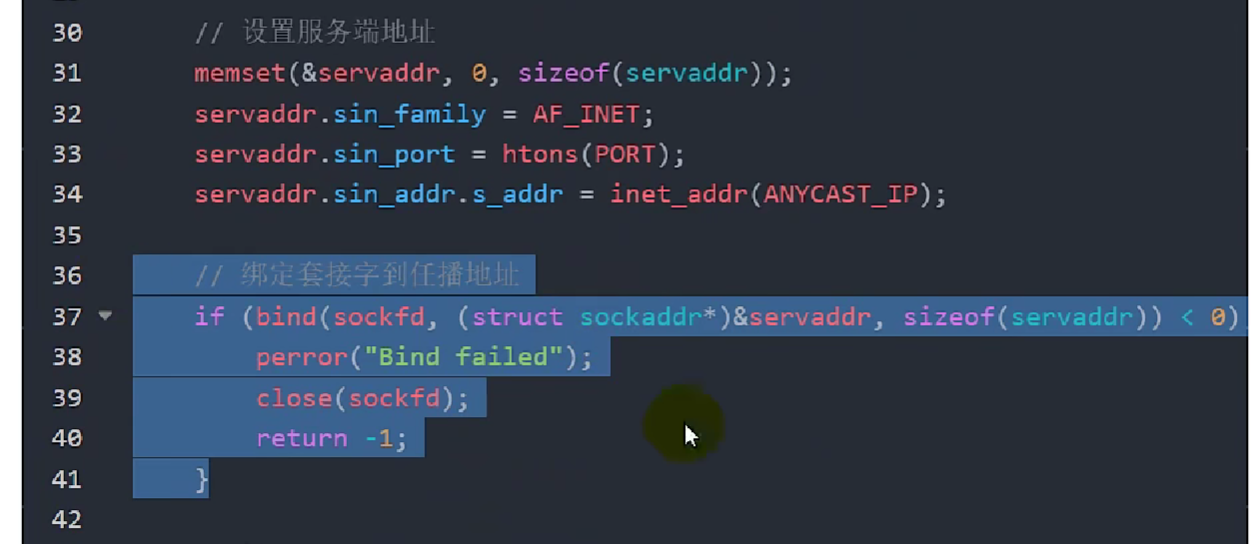 30 // 设置服务端地址
31 memset(&servaddr, 0, sizeof(servaddr));
32 servaddr.sin_family = AF_INET;
33 servaddr.sin_port = htons(PORT);
34 servaddr.sin_addr.s_addr = inet_addr(ANYCAST_IP);
35
36 // 绑定套接字到任播地址
37 if (bind(sockfd, (struct sockaddr*)&servaddr, sizeof(servaddr)) < 0)
38 perror("Bind failed");
39 close(sockfd);
40 return -1;
41 }
42